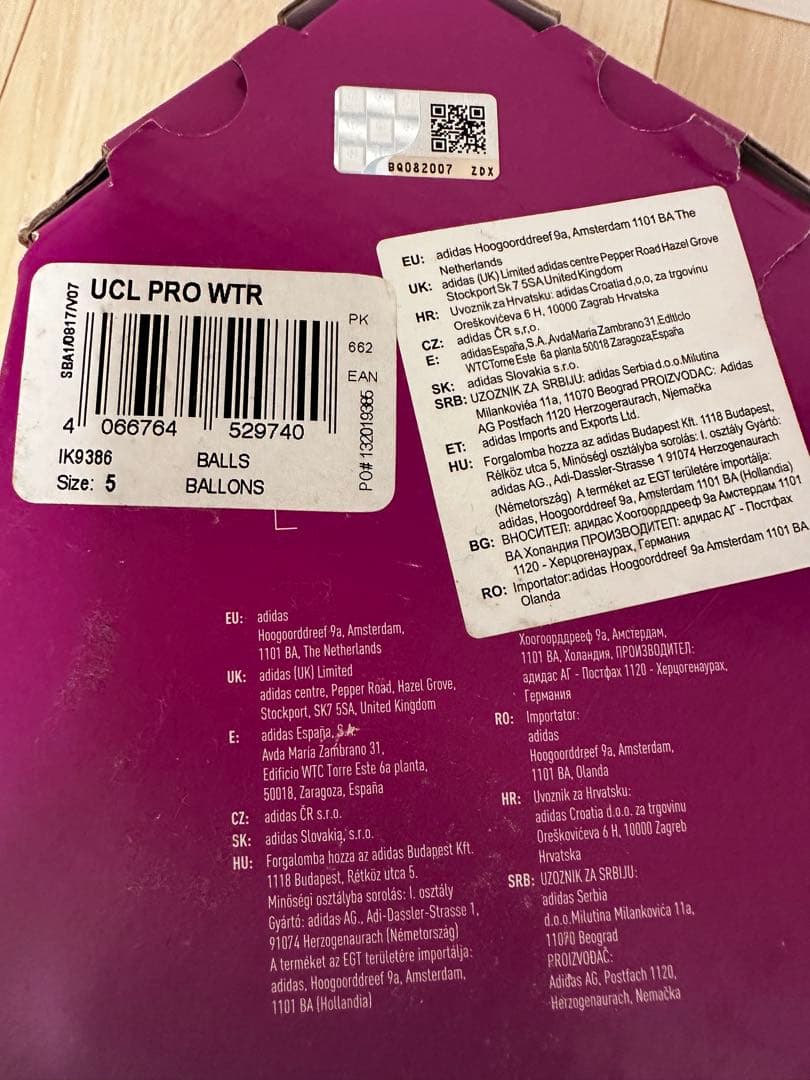 BQ082007 ZDX
SBA1/0817/V07
UCL PRO WTR
PK
662
EAN
4 066764 529740
PO# 132019385
IK9386 BALLS
Size: 5 BALLONS
EU: adidas Hoogoorddreef 9a, Amsterdam 1101 BA The
Netherlands
UK: adidas (UK) Limited adidas centre Pepper Road Hazel Grove
Stockport Sk 7 5SA United Kingdom
HR: Uvoznik za Hrvatsku: adidas Croatia d,o,o, za trgovinu
Oreškovićeva 6 H, 10000 Zagrab Hrvatska
CZ: adidas ČR s.r.o.
E: adidas España, S.A. ,AvdaMaria Zambrano 31, Editicio
WTCTorne Este 6a planta 50018 Zaragoza,España
SK: adidas Slovakia s.r.o.
SRB: UZOZNIK ZA SRBIJU: adidas Serbia d.o.o.Milutina
Milankoviéa 11a, 11070 Beograd PROIZVODAC: Adidas
AG Postfach 1120 Herzogeraurach, Njemačka
ET: adidas Imports and Exports Ltd.
HU: Forgalomba hozza az adidas Budapest Kft. 1118 Budapest,
Rélköz utca 5, Minöségl osztályba sorolás: I. osztály Gyártó:
adidas AG., Adi-Dassler-Strasse 1 91074 Herzogenaurach
(Németország) A terméket az EGT területére importálja:
adidas, Hoogoorddreef 9a, Amsterdam 1101 BA (Hollandia)
BG: ВНОСИТЕЛ: адидас Хоогоордрееф 9а Амстердам 1101
ВА Холандия ПРОИЗВОДИТЕЛ: адидас АГ - Постфах
1120 - Херцогенаурах, Германия
RO: Importator:adidas Hoogoorddreef 9a Amsterdam 1101 BA
Olanda
EU: adidas
Hoogoorddreef 9a, Amsterdam,
1101 BA, The Netherlands
UK: adidas (UK) Limited
adidas centre, Pepper Road, Hazel Grove,
Stockport, SK7 5SA, United Kingdom
E: adidas España, S.A.
Avda María Zambrano 31,
Edificio WTC Torre Este 6a planta,
50018, Zaragoza, España
CZ: adidas ČR s.r.o.
SK: adidas Slovakia, s.r.o.
HU: Forgalomba hozza az adidas Budapest Kft.
1118 Budapest, Rétköz utca 5.
Minőségi osztályba sorolás: I. osztály
Gyártó: adidas AG., Adi-Dassler-Strasse 1,
91074 Herzogenaurach (Németország)
A terméket az EGT területére importálja:
adidas, Hoogoorddreef 9a, Amsterdam,
1101 BA (Hollandia)
Хоогоорддрееф 9а, Амстердам,
1101 ВА, Холандия, ПРОИЗВОДИТЕЛ:
адидас АГ - Постфах 1120 - Херцогенаурах,
Германия
RO: Importator:
adidas
Hoogoorddreef 9a, Amsterdam,
1101 BA, Olanda
HR: Uvoznik za Hrvatsku:
adidas Croatia d.o.o. za trgovinu
Oreškovićeva 6 H, 10000 Zagreb
Hrvatska
SRB: UZOZNIK ZA SRBIJU:
adidas Serbia
d.o.o.Milutina Milankovića 11a,
11070 Beograd
PROIZVOĐAČ:
Adidas AG, Postfach 1120,
Herzogenaurach, Nemačka